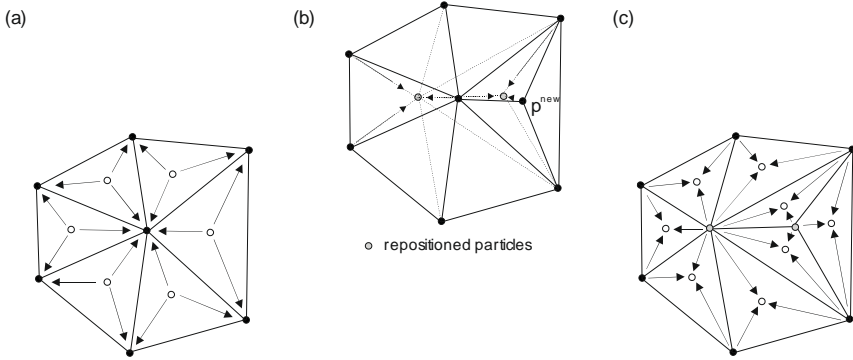 (a)
(b)
(c)
p^new
repositioned particles